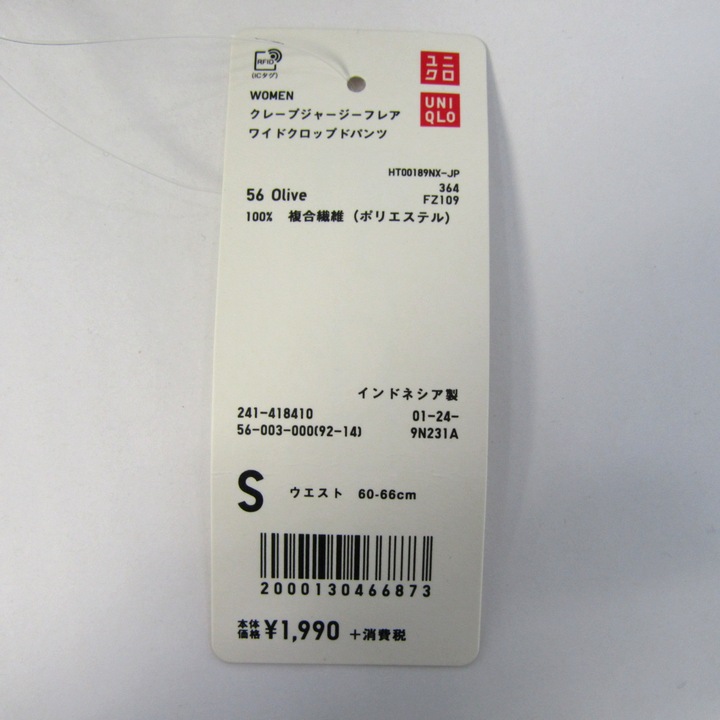 RFID
(ICタグ)
ユニ
クロ
UNI
QLO
WOMEN
クレープジャージーフレア
ワイドクロップドパンツ
HT00189NX-JP
364
56 Olive
FZ109
100% 複合繊維 (ポリエステル)
インドネシア製
241-418410 01-24-
56-003-000(92-14) 9N231A
S ウエスト 60-66cm
2000130466873
本体価格 ¥1,990 +消費税